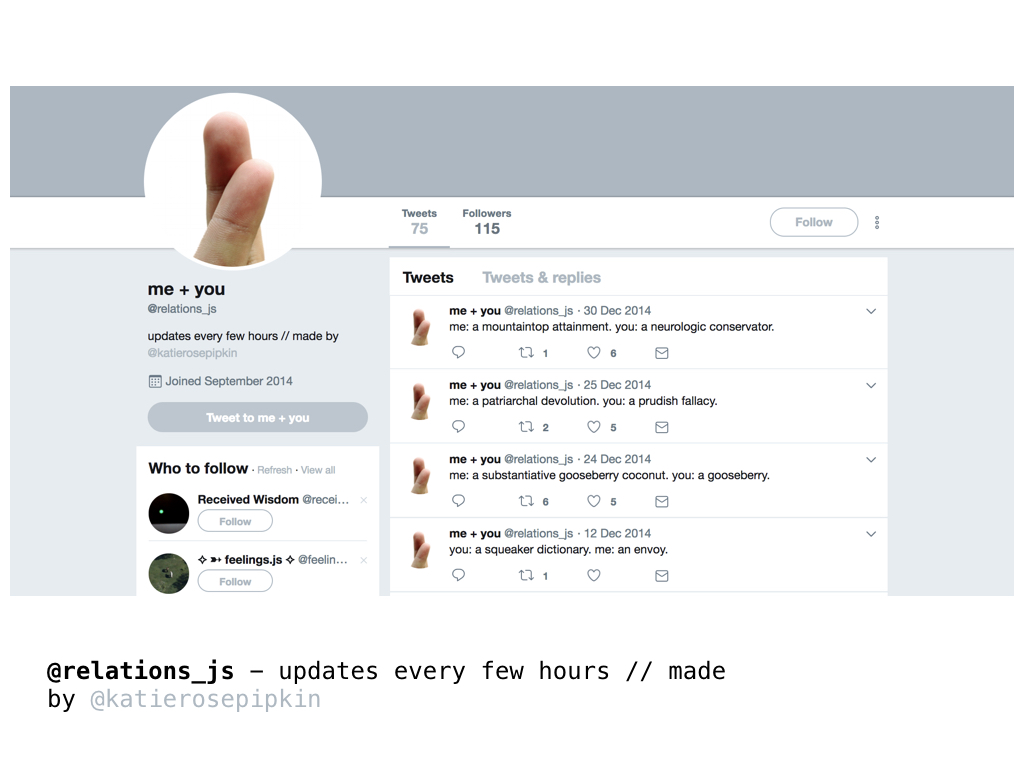 Tweets
75
Followers
115
Follow
me + you
@relations_js
updates every few hours // made by
@katierosepipkin
Joined September 2014
Tweet to me + you
Who to follow · Refresh · View all
Received Wisdom @recei...
Follow
✧ ➳ feelings.js ✧ @feelin...
Follow
Tweets Tweets & replies
me + you @relations_js · 30 Dec 2014
me: a mountaintop attainment. you: a neurologic conservator.
1 6
me + you @relations_js · 25 Dec 2014
me: a patriarchal devolution. you: a prudish fallacy.
2 5
me + you @relations_js · 24 Dec 2014
me: a substantiative gooseberry coconut. you: a gooseberry.
6 5
me + you @relations_js · 12 Dec 2014
you: a squeaker dictionary. me: an envoy.
1
@relations_js – updates every few hours // made
by @katierosepipkin